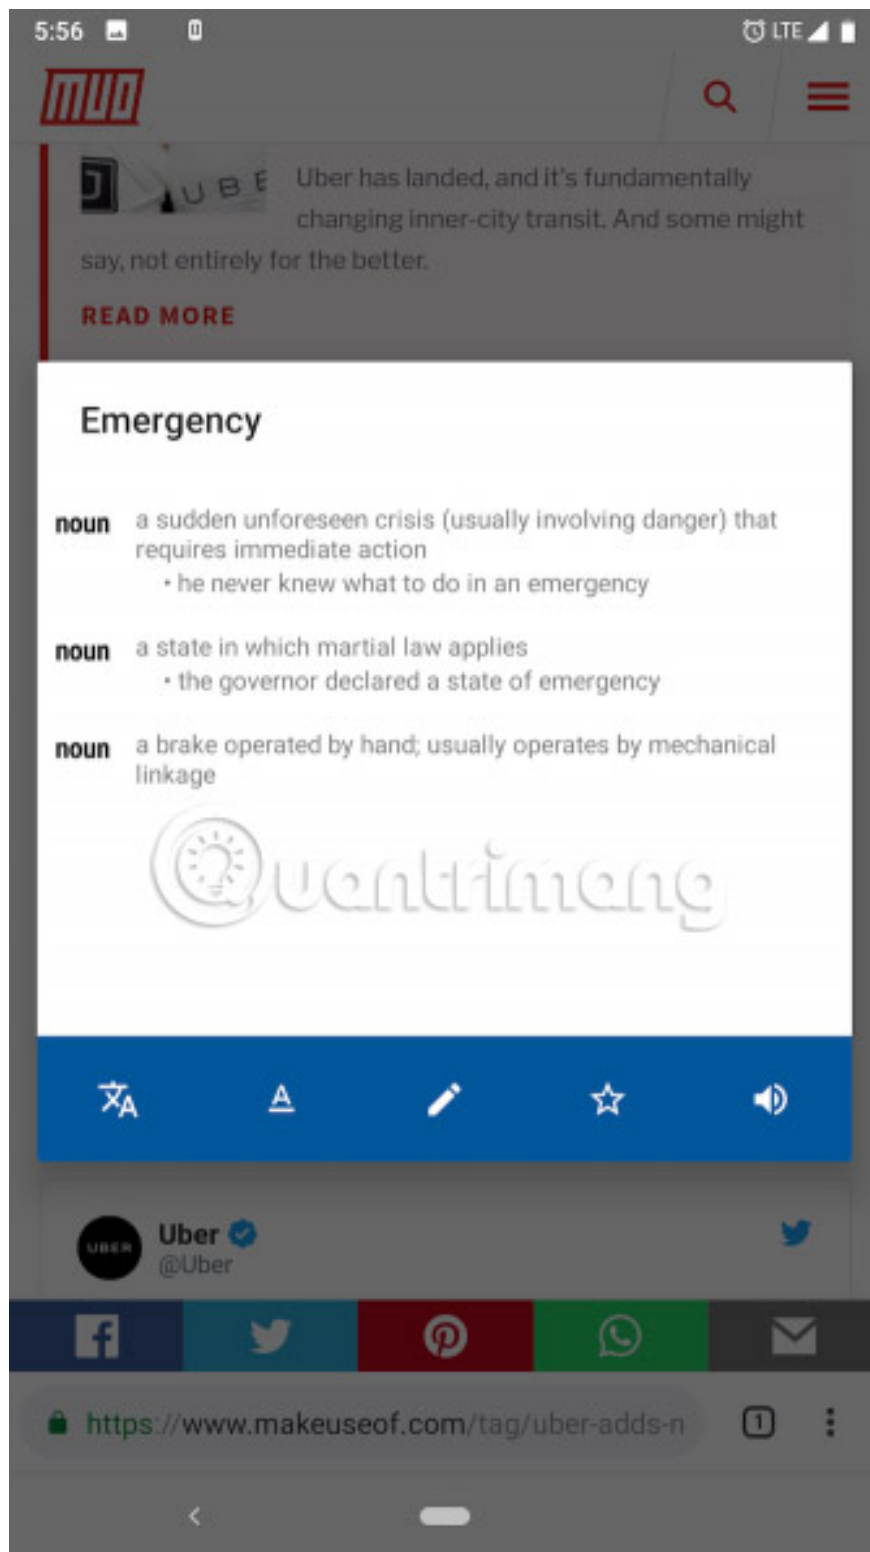 5:56
LTE
MUO
UBE
Uber has landed, and it's fundamentally
changing inner-city transit. And some might
say, not entirely for the better.
READ MORE
Emergency
noun a sudden unforeseen crisis (usually involving danger) that
requires immediate action
• he never knew what to do in an emergency
noun a state in which martial law applies
• the governor declared a state of emergency
noun a brake operated by hand; usually operates by mechanical
linkage
Quantrimang
Uber
UBER
@Uber
https://www.makeuseof.com/tag/uber-adds-n
1